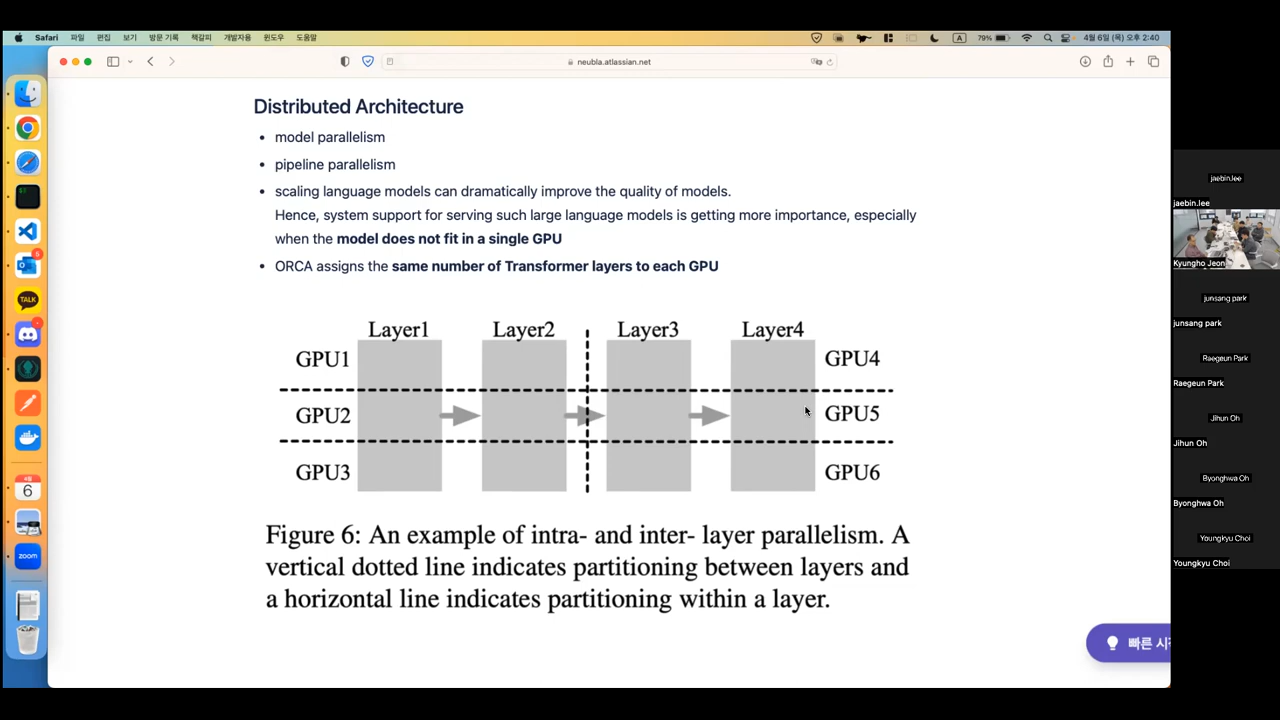 Safari 파일 편집 보기 방문 기록 책갈피 개발자용 윈도우 도움말 A 79% 4월 6일 (목) 오후 2:40
neubla.atlassian.net
Distributed Architecture
• model parallelism
• pipeline parallelism
• scaling language models can dramatically improve the quality of models.
Hence, system support for serving such large language models is getting more importance, especially
when the model does not fit in a single GPU
• ORCA assigns the same number of Transformer layers to each GPU
Layer1 Layer2 Layer3 Layer4
GPU1 GPU4
GPU2 GPU5
GPU3 GPU6
Figure 6: An example of intra- and inter- layer parallelism. A
vertical dotted line indicates partitioning between layers and
a horizontal line indicates partitioning within a layer.
빠른 시
TALK
6
zoom
jaebin.lee
jaebin.lee
Kyungho Jeon
junsang park
junsang park
Raegeun Park
Raegeun Park
Jihun Oh
Jihun Oh
Byonghwa Oh
Byonghwa Oh
Youngkyu Choi
Youngkyu Choi